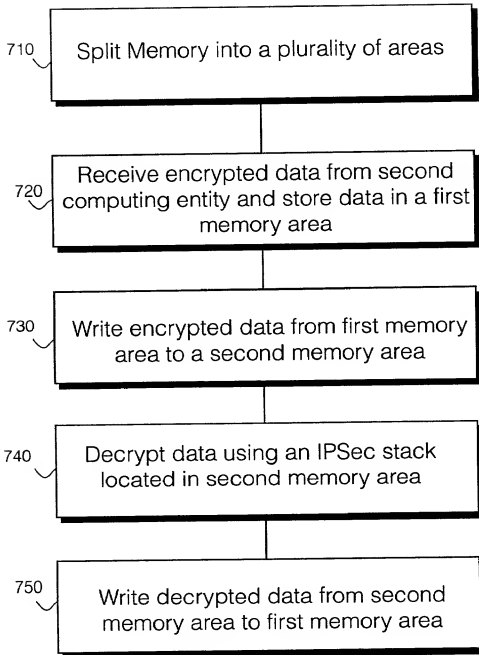 710
Split Memory into a plurality of areas
720
Receive encrypted data from second
computing entity and store data in a first
memory area
730
Write encrypted data from first memory
area to a second memory area
740
Decrypt data using an IPSec stack
located in second memory area
750
Write decrypted data from second
memory area to first memory area